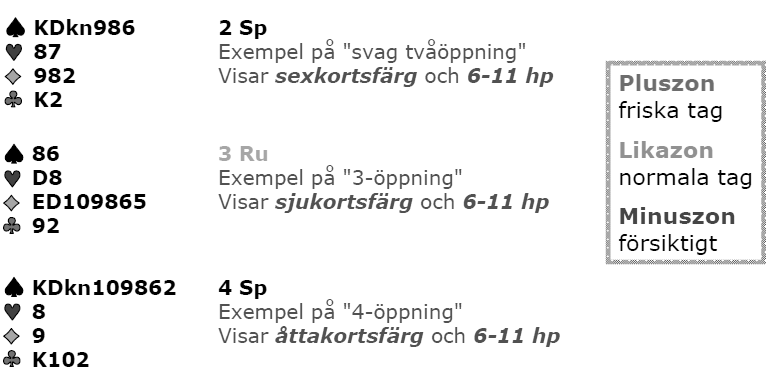 ♠ KDkn986 2 Sp
♥ 87 Exempel på "svag tvåöppning"
♦ 982 Visar sexkortsfärg och 6-11 hp
♣ K2
♠ 86 3 Ru
♥ D8 Exempel på "3-öppning"
♦ ED109865 Visar sjukortsfärg och 6-11 hp
♣ 92
♠ KDkn109862 4 Sp
♥ 8 Exempel på "4-öppning"
♦ 9 Visar åttakortsfärg och 6-11 hp
♣ K102
Pluszon
friska tag
Likazon
normala tag
Minuszon
försiktigt